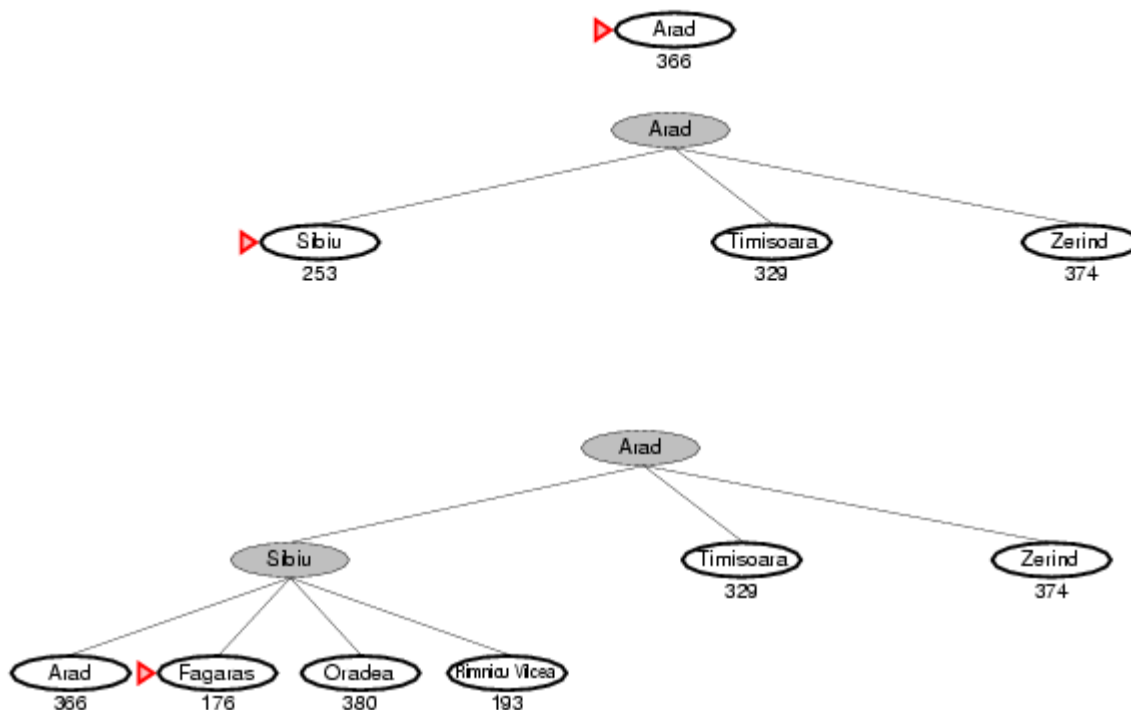 Arad
366
Arad
Sibiu Timisoara Zerind
253 329 374
Arad
Sibiu Timisoara Zerind
329 374
Arad Fagaras Oradea Rimnicu Vilcea
366 176 380 193